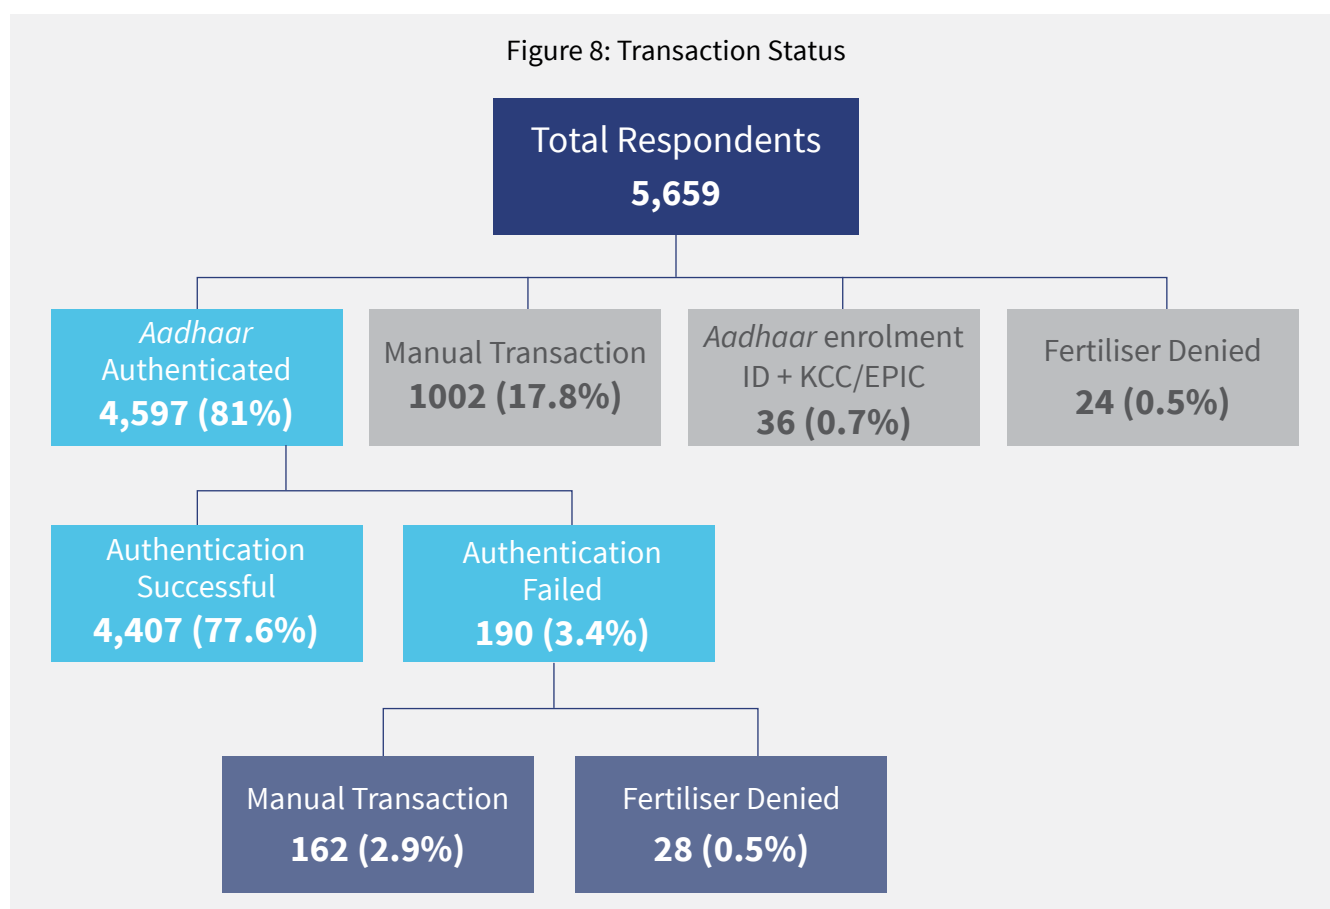 Figure 8: Transaction Status
Total Respondents
5,659
Aadhaar
Authenticated
4,597 (81%)
Manual Transaction
1002 (17.8%)
Aadhaar enrolment
ID + KCC/EPIC
36 (0.7%)
Fertiliser Denied
24 (0.5%)
Authentication
Successful
4,407 (77.6%)
Authentication
Failed
190 (3.4%)
Manual Transaction
162 (2.9%)
Fertiliser Denied
28 (0.5%)